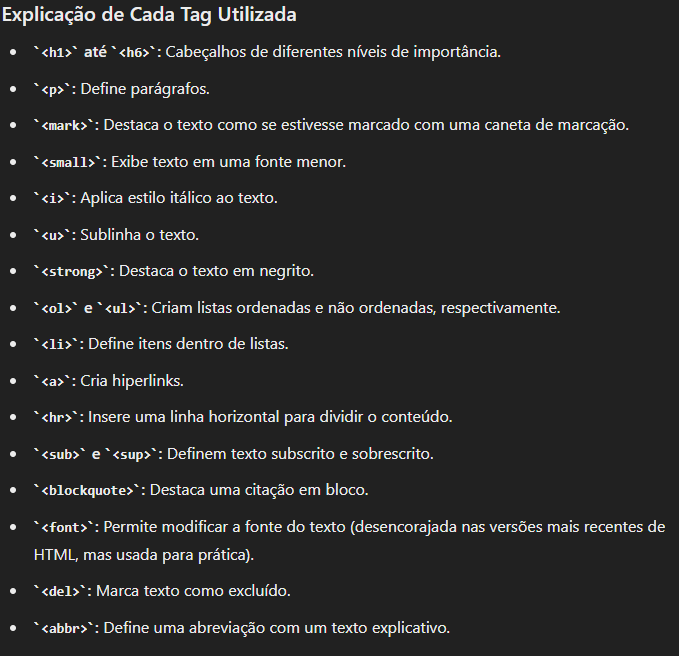 Explicação de Cada Tag Utilizada
• `<h1>` até `<h6>`: Cabeçalhos de diferentes níveis de importância.
• `<p>`: Define parágrafos.
• `<mark>`: Destaca o texto como se estivesse marcado com uma caneta de marcação.
• `<small>`: Exibe texto em uma fonte menor.
• `<i>`: Aplica estilo itálico ao texto.
• `<u>`: Sublinha o texto.
• `<strong>`: Destaca o texto em negrito.
• `<ol>` e `<ul>`: Criam listas ordenadas e não ordenadas, respectivamente.
• `<li>`: Define itens dentro de listas.
• `<a>`: Cria hiperlinks.
• `<hr>`: Insere uma linha horizontal para dividir o conteúdo.
• `<sub>` e `<sup>`: Definem texto subscrito e sobrescrito.
• `<blockquote>`: Destaca uma citação em bloco.
• `<font>`: Permite modificar a fonte do texto (desencorajada nas versões mais recentes de
HTML, mas usada para prática).
• `<del>`: Marca texto como excluído.
• `<abbr>`: Define uma abreviação com um texto explicativo.